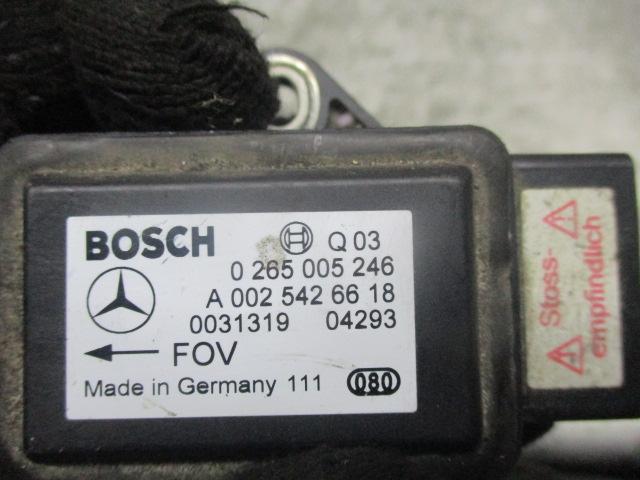 BOSCH
Q 03
0 265 005 246
A 002 542 66 18
0031319 04293
FOV
Made in Germany 111 080
Stoss-
empfindlich